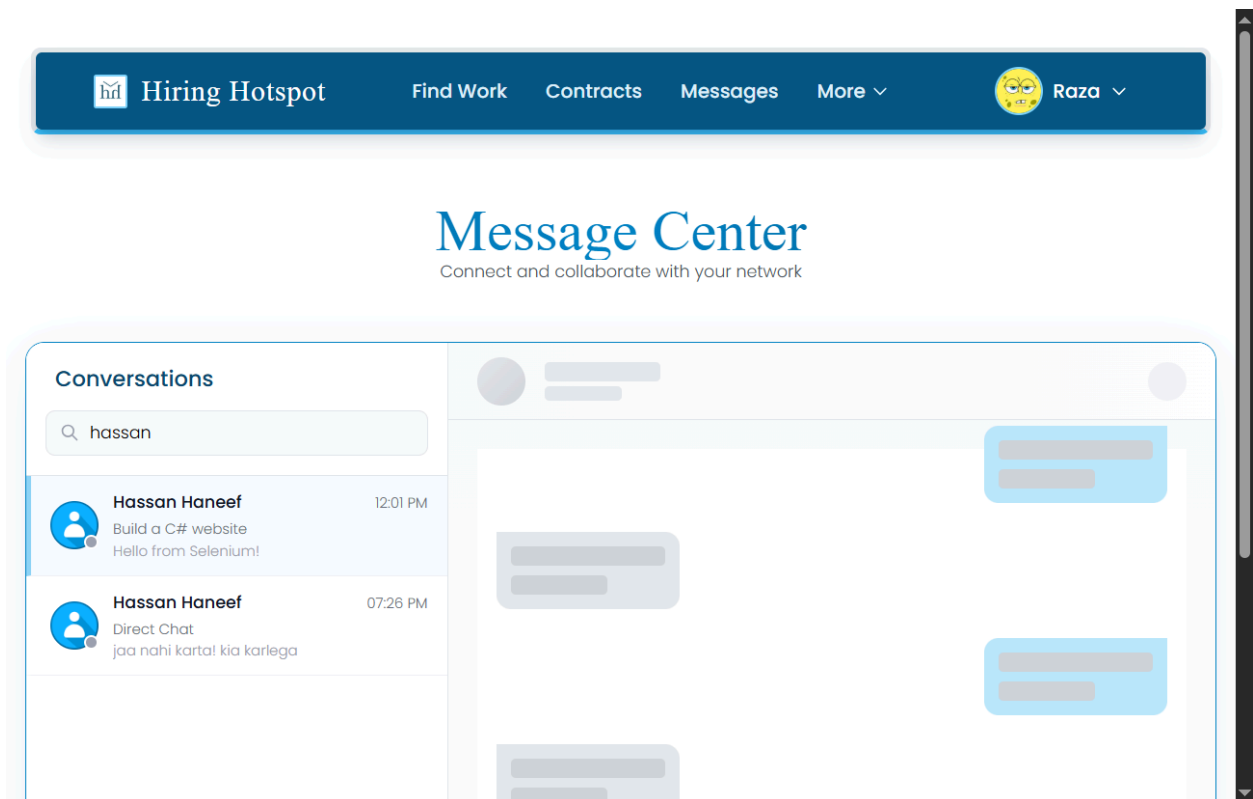 hh Hiring Hotspot Find Work Contracts Messages More Raza
Message Center
Connect and collaborate with your network
Conversations
hassan
Hassan Haneef 12:01 PM
Build a C# website
Hello from Selenium!
Hassan Haneef 07:26 PM
Direct Chat
jaa nahi karta! kia karlega